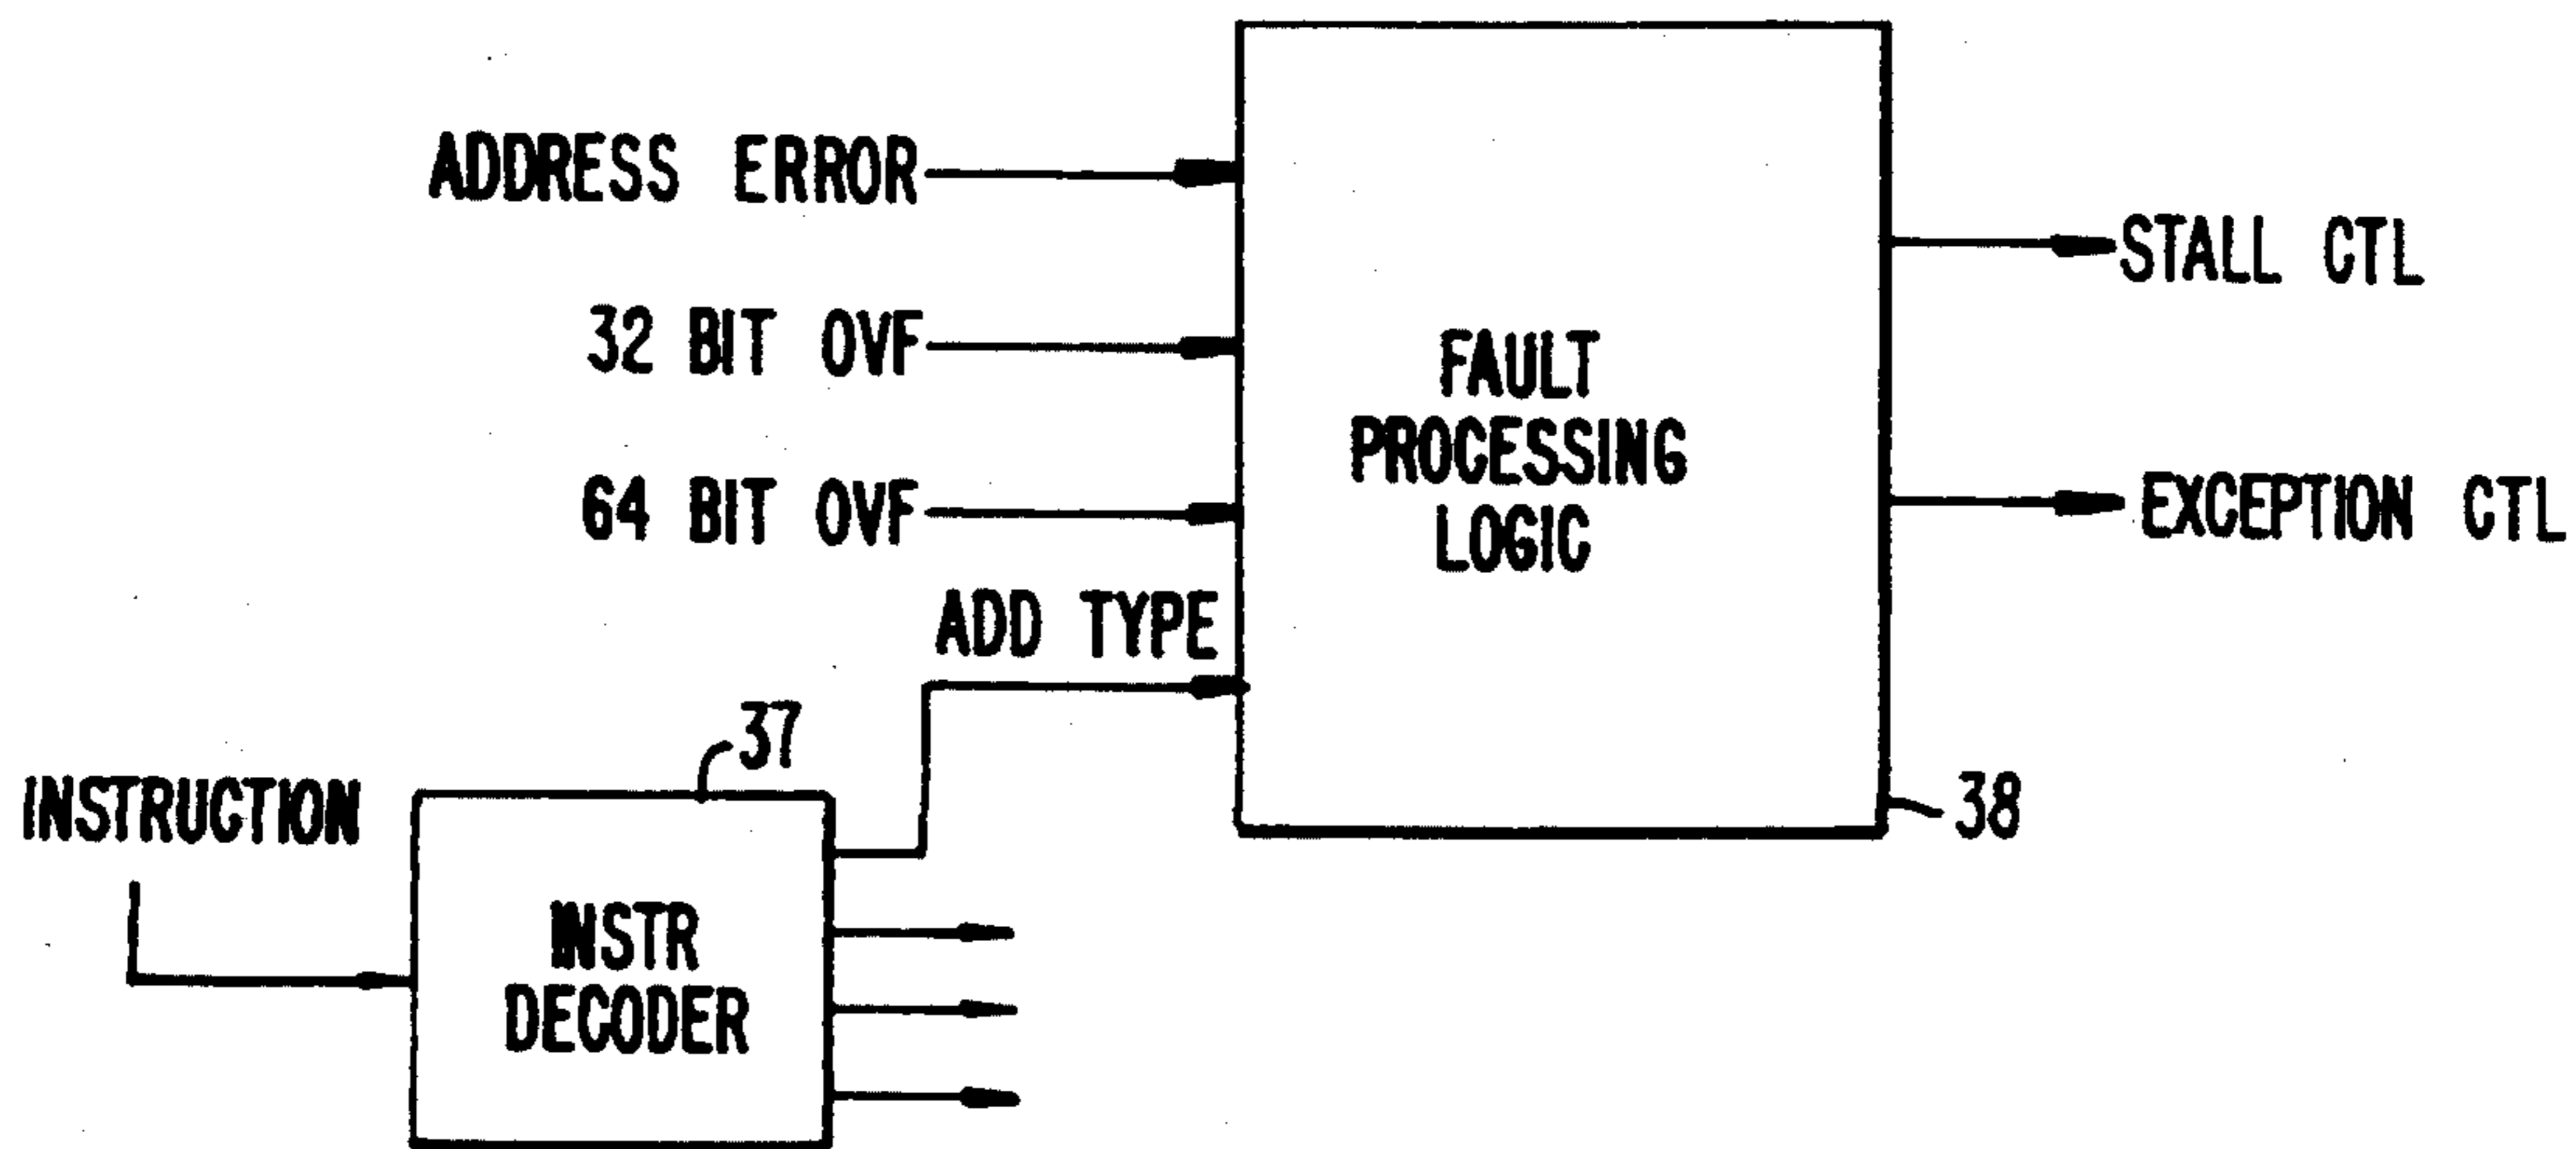 ADDRESS ERROR
32 BIT OVF
64 BIT OVF
ADD TYPE
FAULT
PROCESSING
LOGIC
STALL CTL
EXCEPTION CTL
38
INSTRUCTION
37
INSTR
DECODER